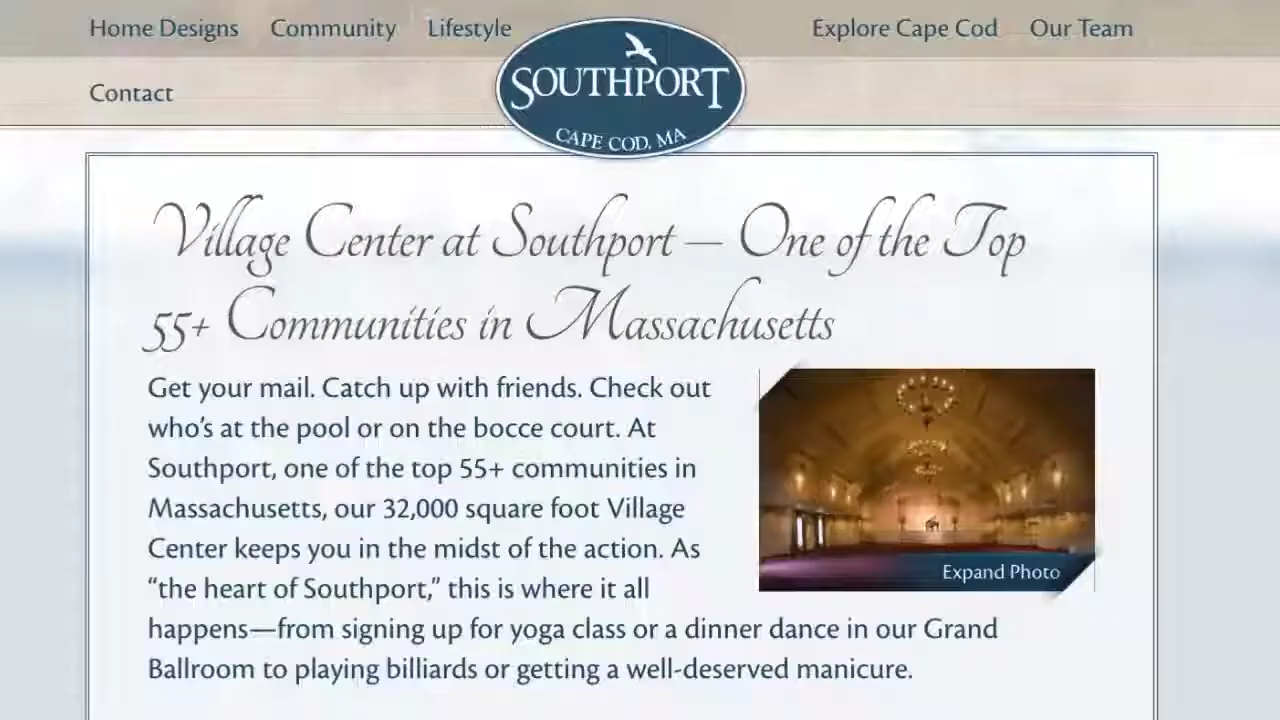 Home Designs Community Lifestyle Explore Cape Cod Our Team
Contact
SOUTHPORT
CAPE COD, MA
Village Center at Southport — One of the Top
55+ Communities in Massachusetts
Get your mail. Catch up with friends. Check out
who’s at the pool or on the bocce court. At
Southport, one of the top 55+ communities in
Massachusetts, our 32,000 square foot Village
Center keeps you in the midst of the action. As
“the heart of Southport,” this is where it all
happens—from signing up for yoga class or a dinner dance in our Grand
Ballroom to playing billiards or getting a well-deserved manicure.
Expand Photo